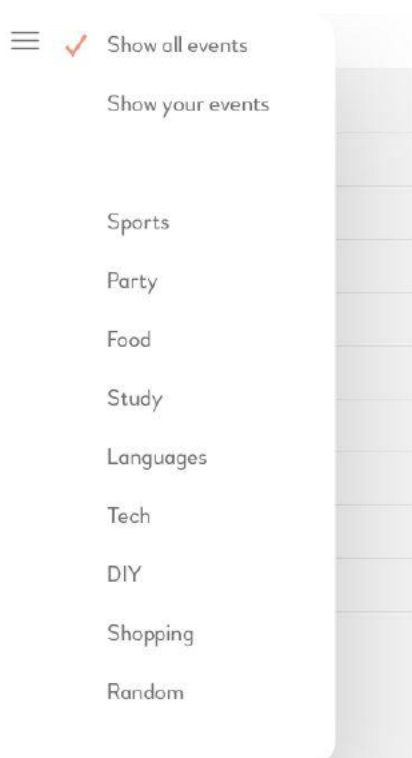 Show all events
Show your events
Sports
Party
Food
Study
Languages
Tech
DIY
Shopping
Random